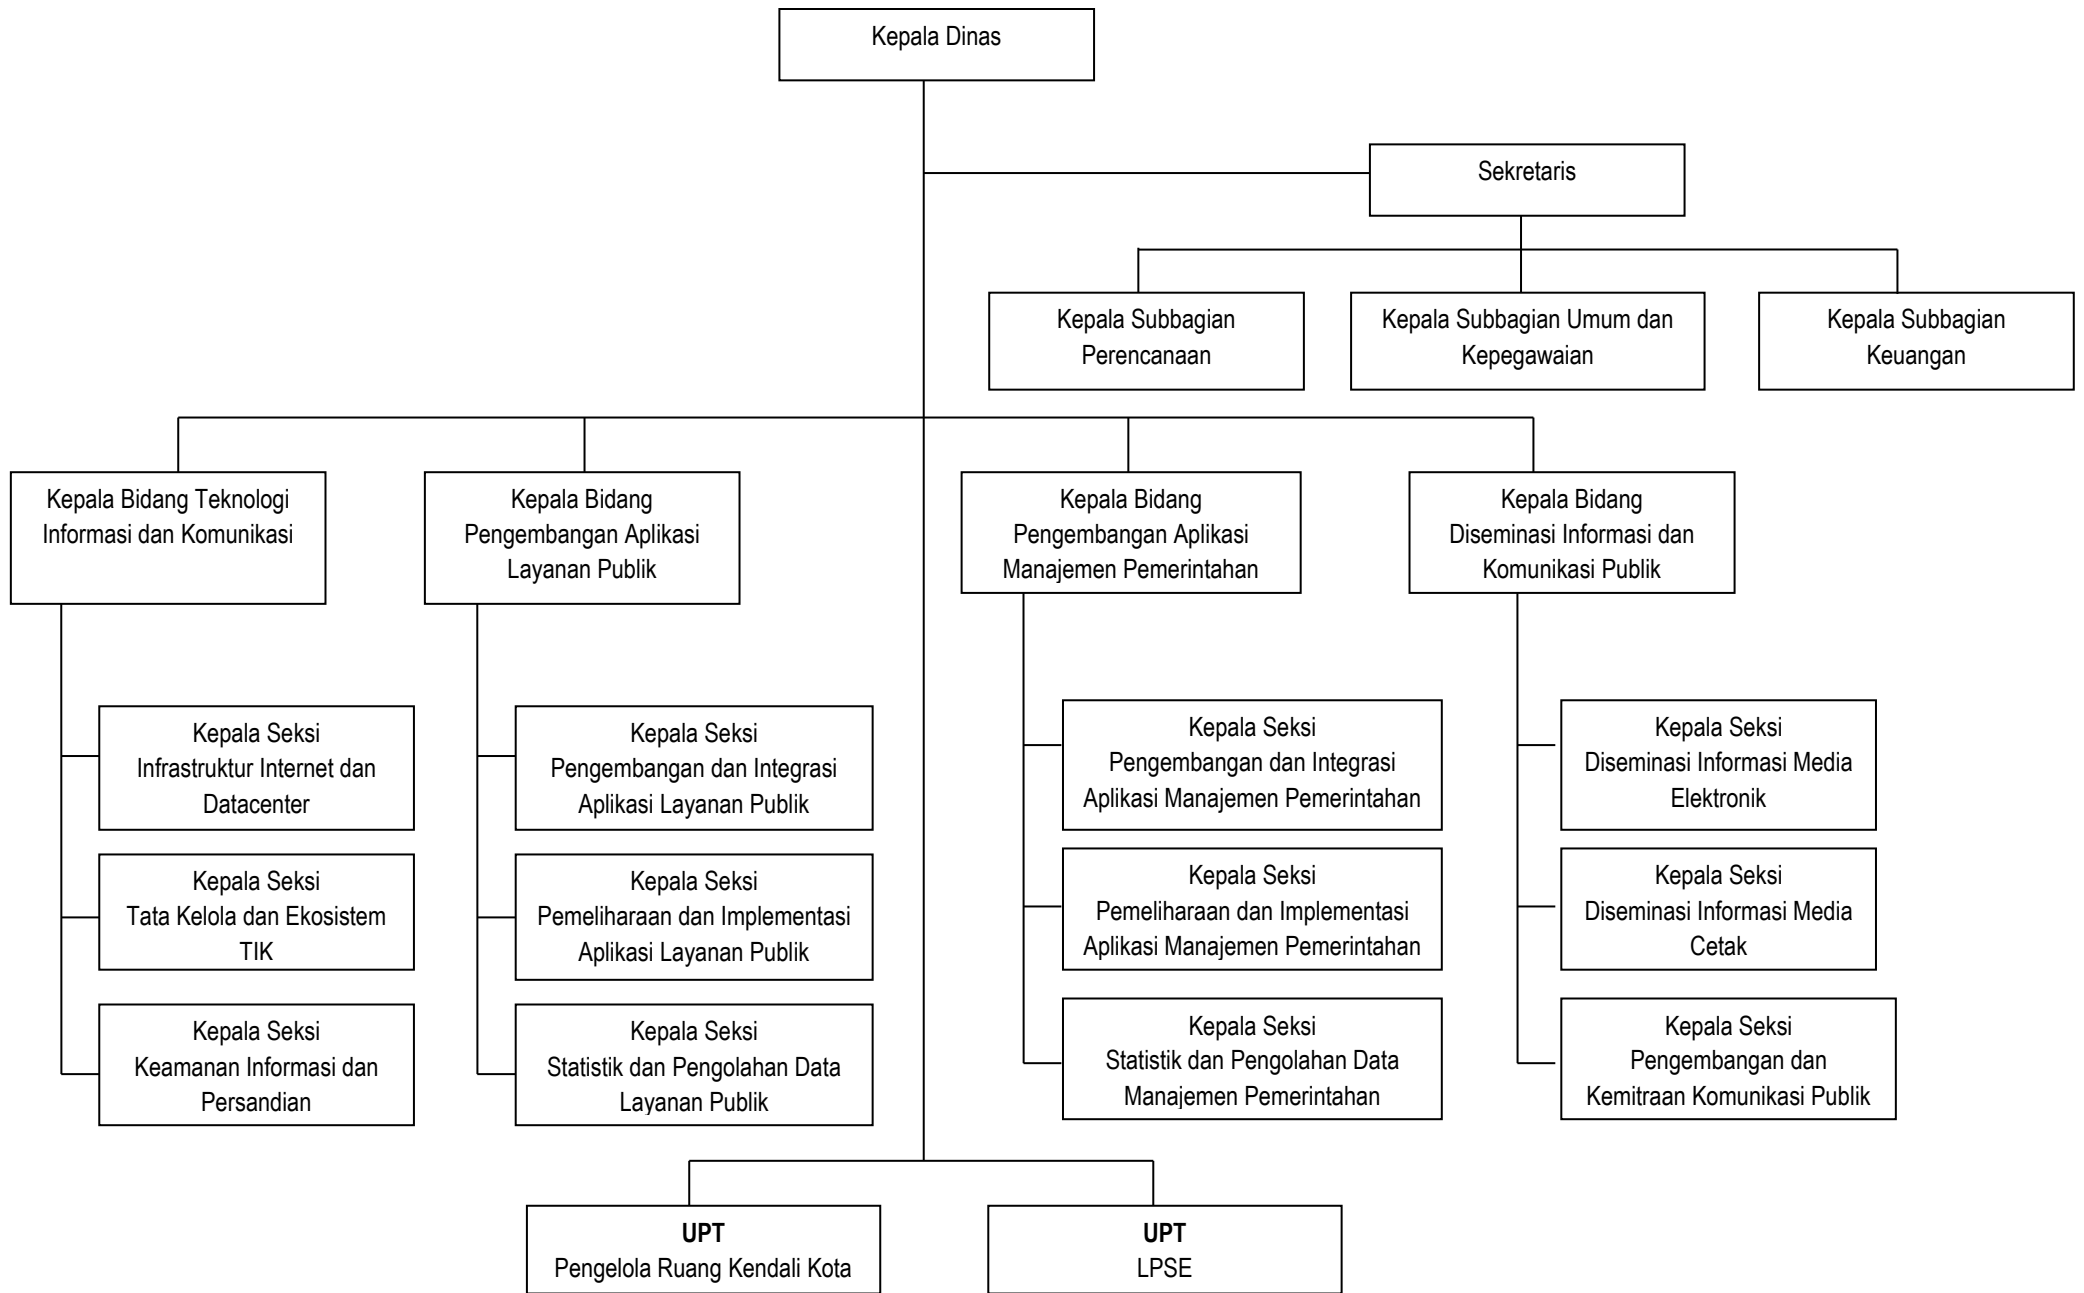 Kepala Dinas
Sekretaris
Kepala Subbagian
Perencanaan
Kepala Subbagian Umum dan
Kepegawaian
Kepala Subbagian
Keuangan
Kepala Bidang Teknologi
Informasi dan Komunikasi
Kepala Bidang
Pengembangan Aplikasi
Layanan Publik
Kepala Bidang
Pengembangan Aplikasi
Manajemen Pemerintahan
Kepala Bidang
Diseminasi Informasi dan
Komunikasi Publik
Kepala Seksi
Infrastruktur Internet dan
Datacenter
Kepala Seksi
Tata Kelola dan Ekosistem
TIK
Kepala Seksi
Keamanan Informasi dan
Persandian
Kepala Seksi
Pengembangan dan Integrasi
Aplikasi Layanan Publik
Kepala Seksi
Pemeliharaan dan Implementasi
Aplikasi Layanan Publik
Kepala Seksi
Statistik dan Pengolahan Data
Layanan Publik
Kepala Seksi
Pengembangan dan Integrasi
Aplikasi Manajemen Pemerintahan
Kepala Seksi
Pemeliharaan dan Implementasi
Aplikasi Manajemen Pemerintahan
Kepala Seksi
Statistik dan Pengolahan Data
Manajemen Pemerintahan
Kepala Seksi
Diseminasi Informasi Media
Elektronik
Kepala Seksi
Diseminasi Informasi Media
Cetak
Kepala Seksi
Pengembangan dan
Kemitraan Komunikasi Publik
UPT
Pengelola Ruang Kendali Kota
UPT
LPSE